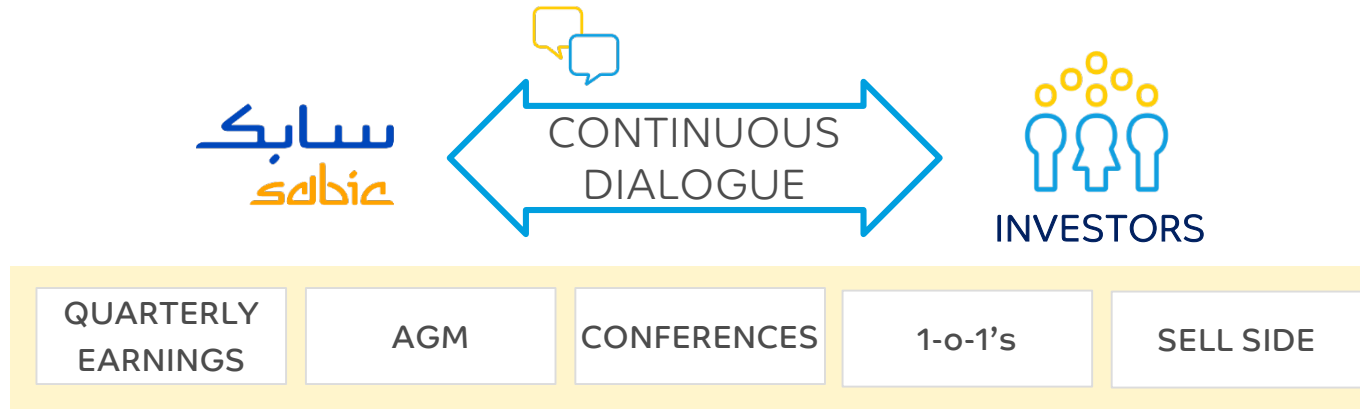 سابك
sabic
CONTINUOUS
DIALOGUE
INVESTORS
QUARTERLY
EARNINGS
AGM
CONFERENCES
1-o-1’s
SELL SIDE